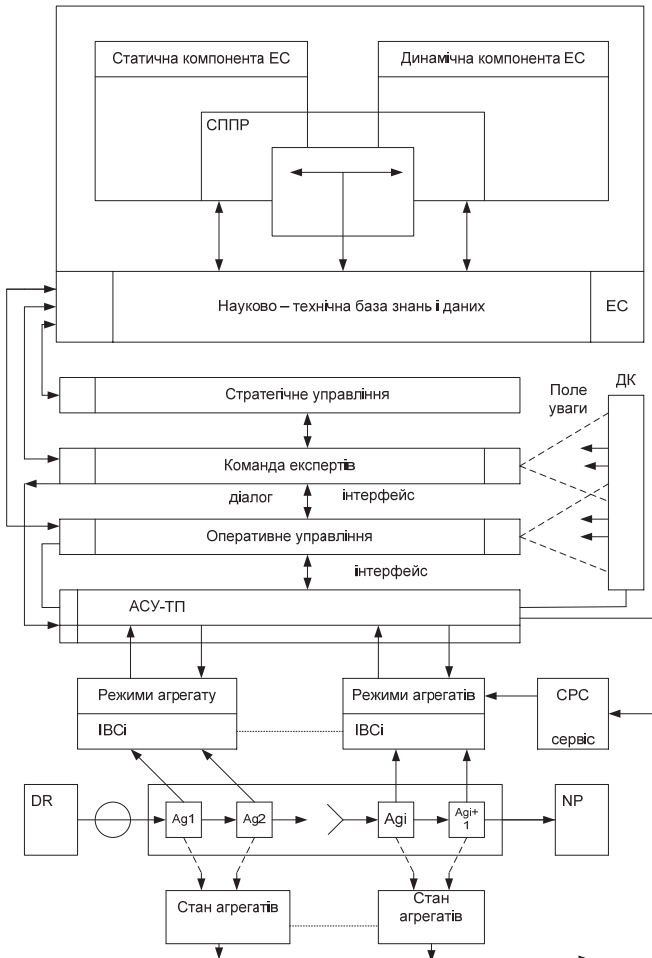 Статична компонента ЕС
Динамічна компонента ЕС
СППР
Науково – технічна база знань і даних
ЕС
Стратегічне управління
Поле
уваги
ДК
Команда експертів
діалог
інтерфейс
Оперативне управління
інтерфейс
АСУ-ТП
Режими агрегату
ІВСі
Режими агрегатів
ІВСі
СРС
сервіс
DR
Ag1
Ag2
Agi
Agi+
1
NP
Стан агрегатів
Стан
агрегатів